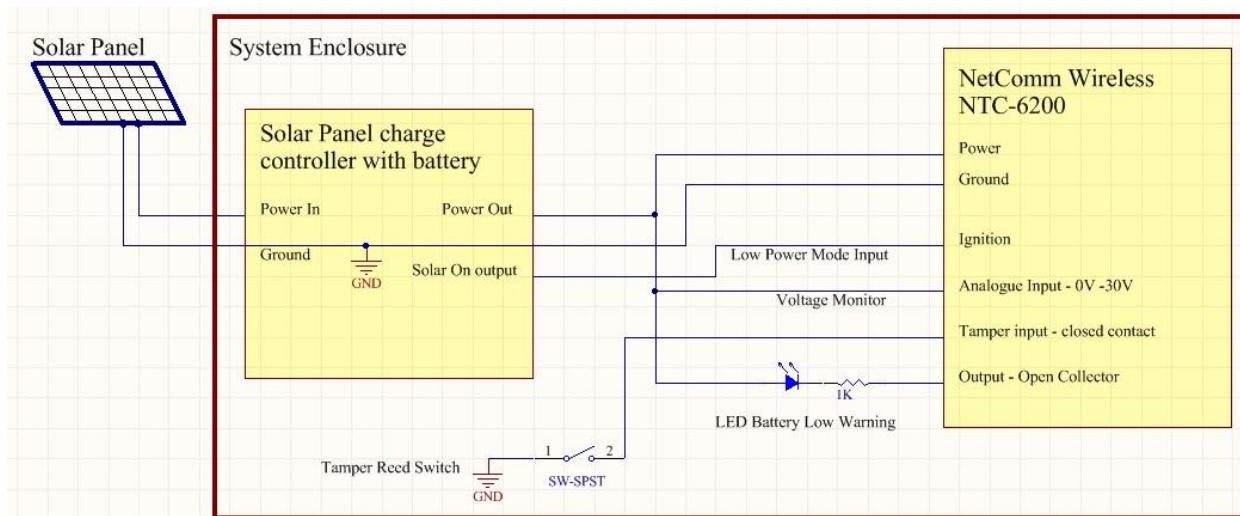 Solar Panel
System Enclosure
NetComm Wireless
NTC-6200
Solar Panel charge
controller with battery
Power
Ground
Power In
Power Out
Ground
GND
Solar On output
Low Power Mode Input
Ignition
Voltage Monitor
Analogue Input - 0V -30V
Tamper input - closed contact
1K
Output - Open Collector
LED Battery Low Warning
Tamper Reed Switch
GND
1
2
SW-SPST